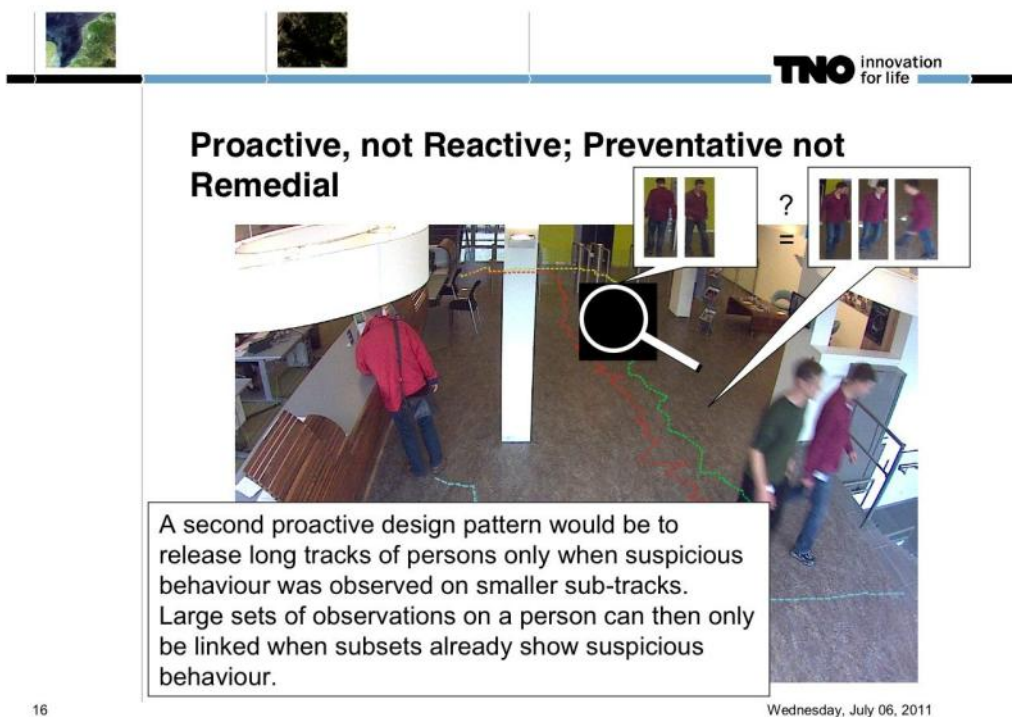 TNO innovation
for life
Proactive, not Reactive; Preventative not
Remedial
?
=
A second proactive design pattern would be to
release long tracks of persons only when suspicious
behaviour was observed on smaller sub-tracks.
Large sets of observations on a person can then only
be linked when subsets already show suspicious
behaviour.
16
Wednesday, July 06, 2011